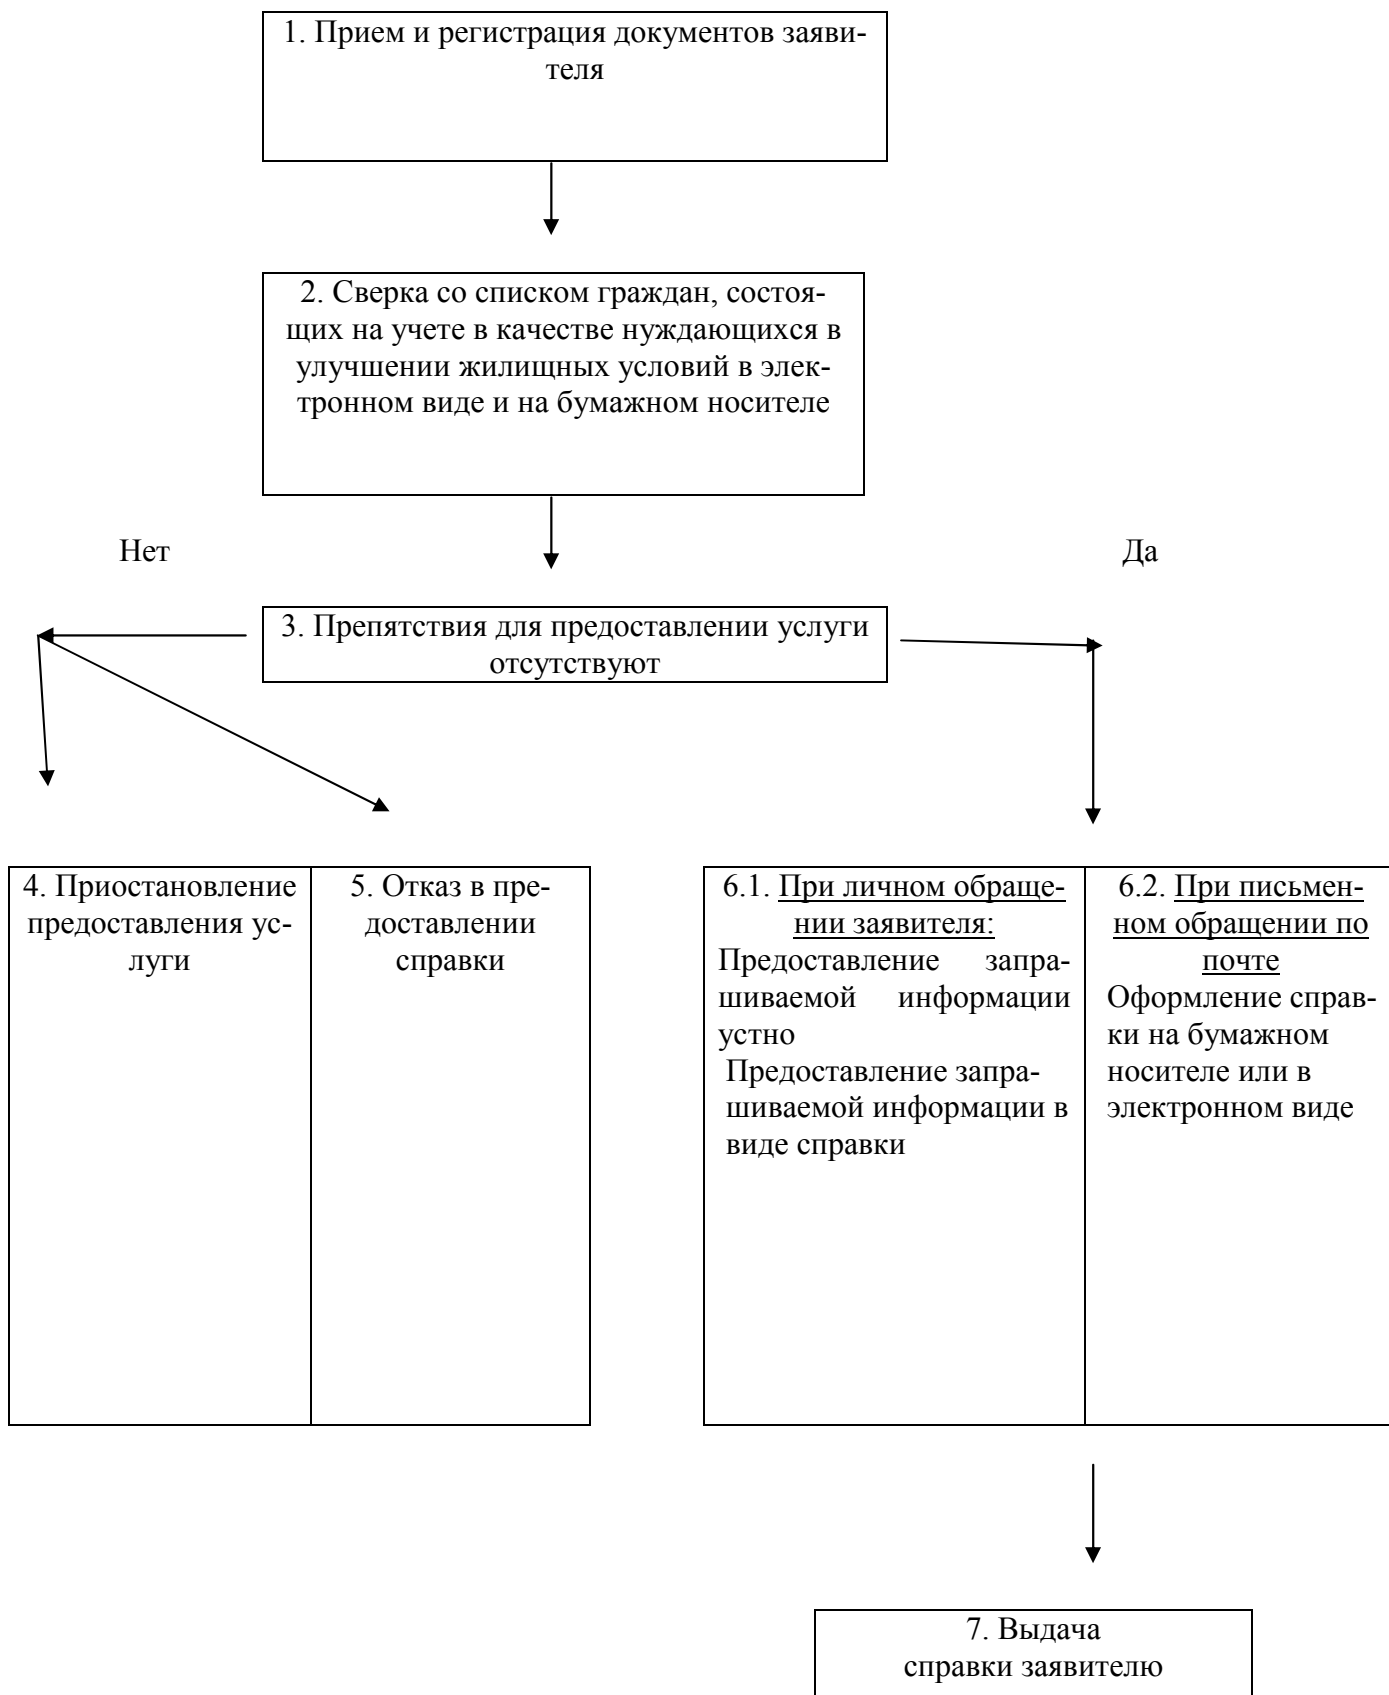 1. Прием и регистрация документов заяви-
теля
2. Сверка со списком граждан, состоя-
щих на учете в качестве нуждающихся в
улучшении жилищных условий в элек-
тронном виде и на бумажном носителе
Нет
Да
3. Препятствия для предоставлении услуги
отсутствуют
4. Приостановление
предоставления ус-
луги
5. Отказ в пре-
доставлении
справки
6.1. При личном обраще-
нии заявителя:
Предоставление запра-
шиваемой информации
устно
Предоставление запра-
шиваемой информации в
виде справки
6.2. При письмен-
ном обращении по
почте
Оформление справ-
ки на бумажном
носителе или в
электронном виде
7. Выдача
справки заявителю